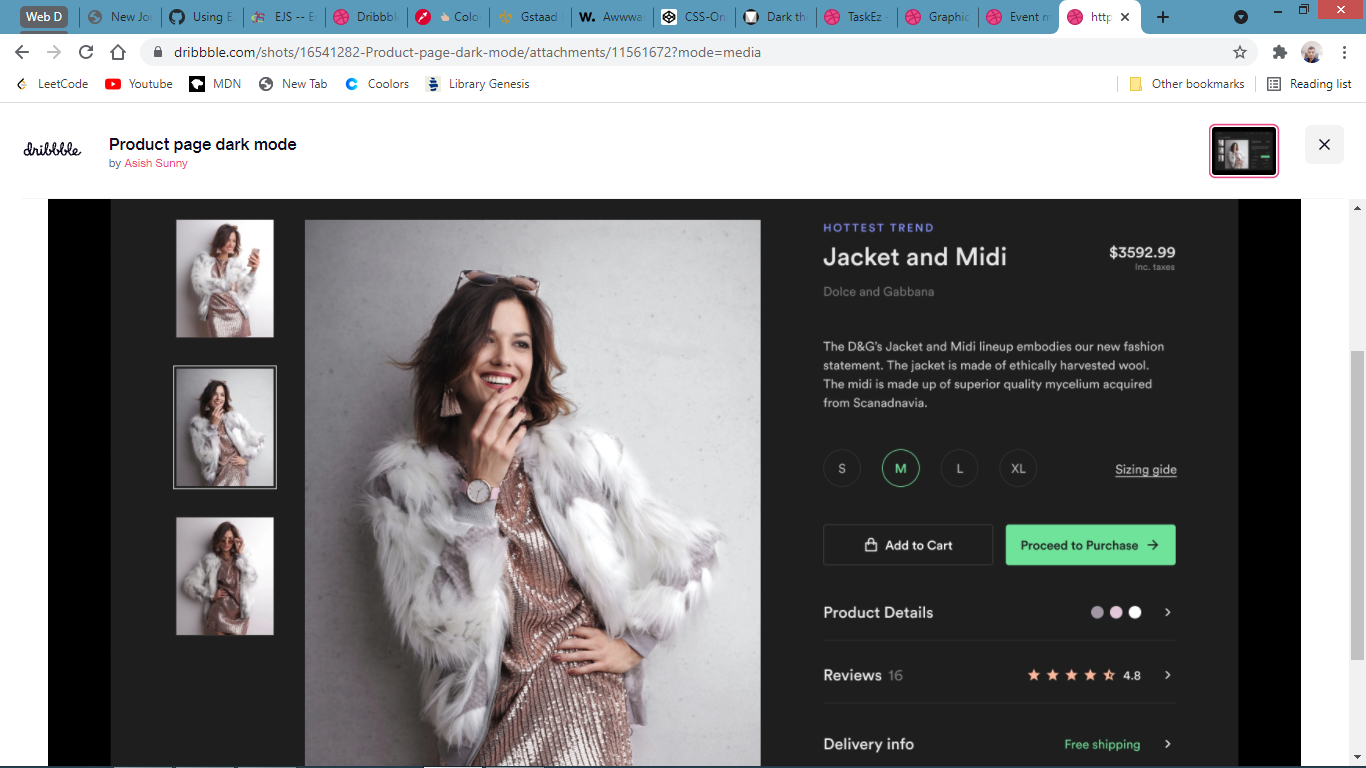 Web D
New Jo
Using E
EJS -- E
Dribbbl
Colo
Gstaad
W.
Awwwa
CSS-On
Dark th
TaskEz
Graphic
Event m
http
dribbble.com/shots/16541282-Product-page-dark-mode/attachments/11561672?mode=media
LeetCode
Youtube
MDN
New Tab
Coolors
Library Genesis
Other bookmarks
Reading list
dribbble
Product page dark mode
by Asish Sunny
HOTTEST TREND
Jacket and Midi
$3592.99
Inc. taxes
Dolce and Gabbana
The D&G's Jacket and Midi lineup embodies our new fashion
statement. The jacket is made of ethically harvested wool.
The midi is made up of superior quality mycelium acquired
from Scanadnavia.
S
M
L
XL
Sizing gide
Add to Cart
Proceed to Purchase
Product Details
Reviews 16
4.8
Delivery info
Free shipping